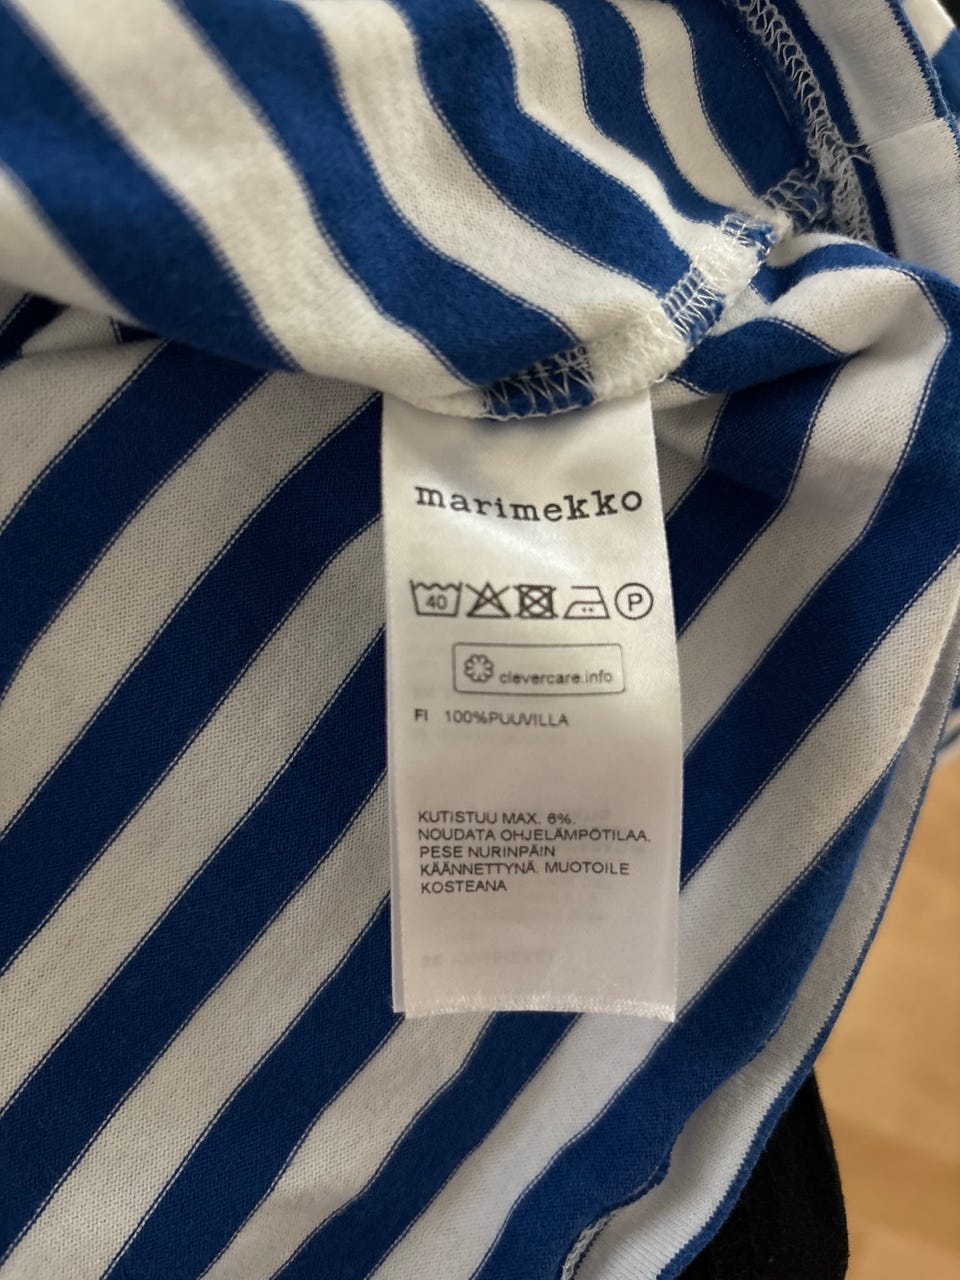 marimekko
40 P
clevercare.info
FI 100%PUUVILLA
KUTISTUU MAX. 6%.
NOUDATA OHJELÄMPÖTILAA.
PESE NURINPÄIN
KÄÄNNETTYNÄ. MUOTOILE
KOSTEANA